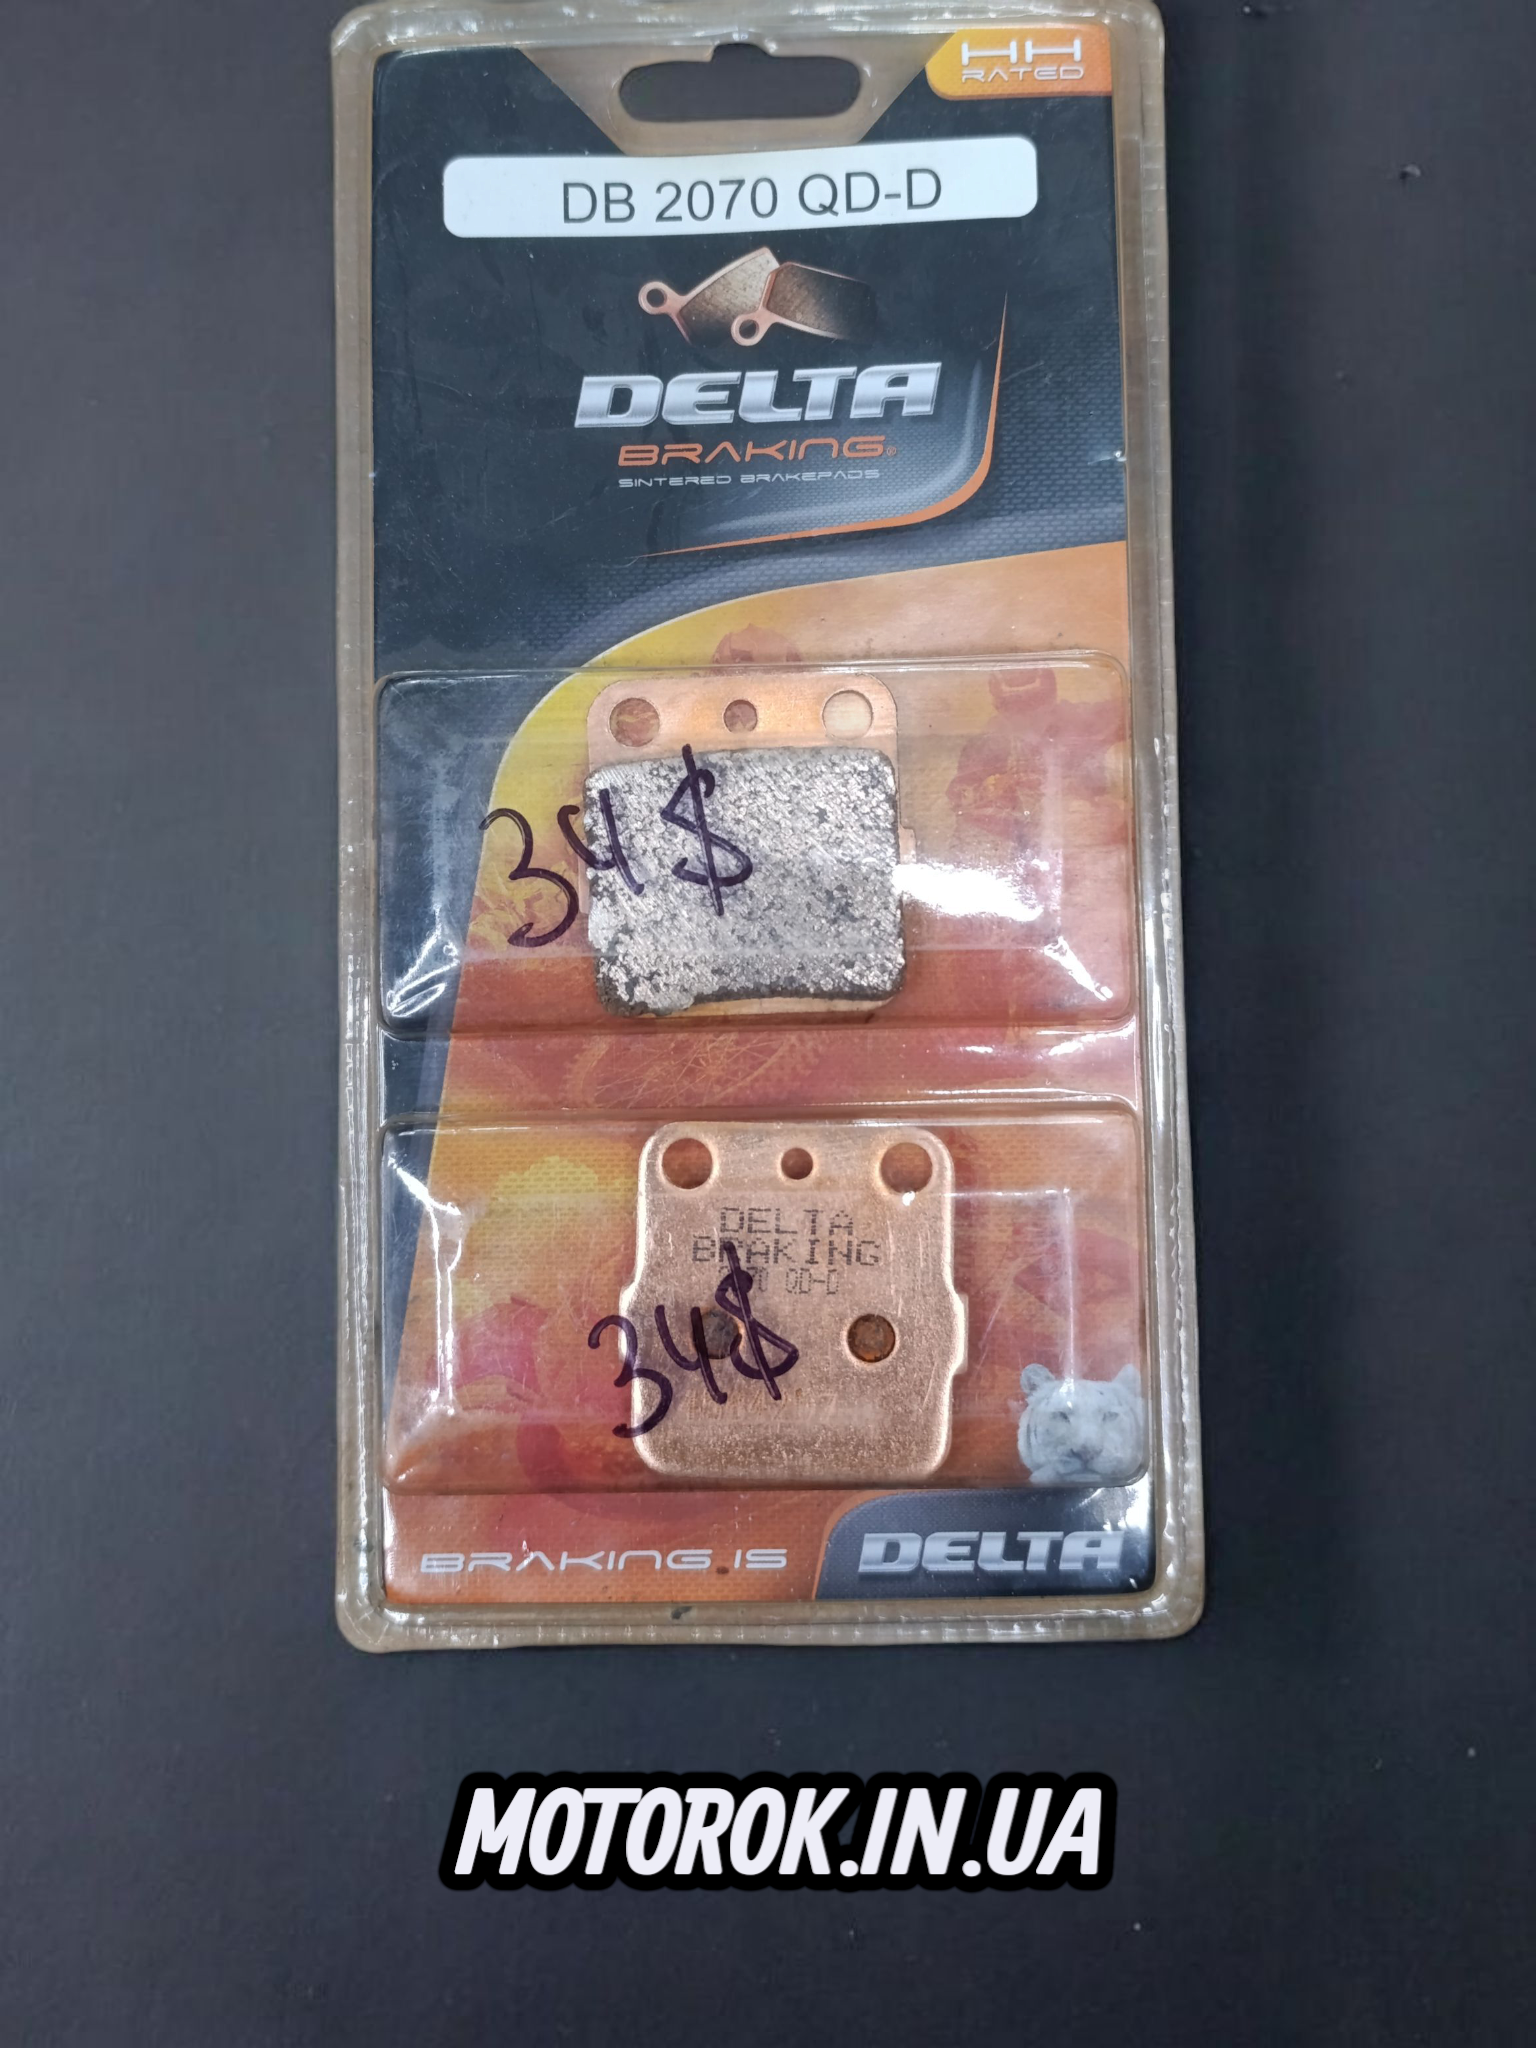 HH
RATED
DB 2070 QD-D
DELTA
BRAKING®
SINTERED BRAKEPADS
34$
DELTA
BRAKING
QD-D
34$
BRAKING IS DELTA
MOTOROK.IN.UA